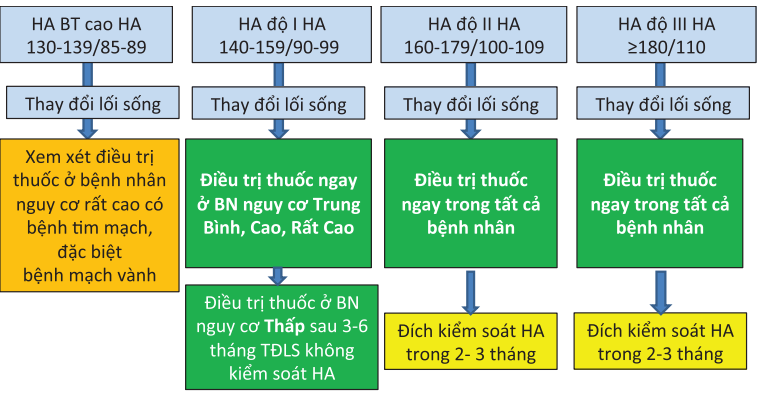 HA BT cao HA
130-139/85-89
Thay đổi lối sống
Xem xét điều trị
thuốc ở bệnh nhân
nguy cơ rất cao có
bệnh tim mạch,
đặc biệt
bệnh mạch vành
HA độ I HA
140-159/90-99
Thay đổi lối sống
Điều trị thuốc ngay
ở BN nguy cơ Trung
Bình, Cao, Rất Cao
Điều trị thuốc ở BN
nguy cơ Thấp sau 3-6
tháng TĐLS không
kiểm soát HA
HA độ II HA
160-179/100-109
Thay đổi lối sống
Điều trị thuốc
ngay trong tất cả
bệnh nhân
Đích kiểm soát HA
trong 2- 3 tháng
HA độ III HA
≥180/110
Thay đổi lối sống
Điều trị thuốc
ngay trong tất cả
bệnh nhân
Đích kiểm soát HA
trong 2-3 tháng